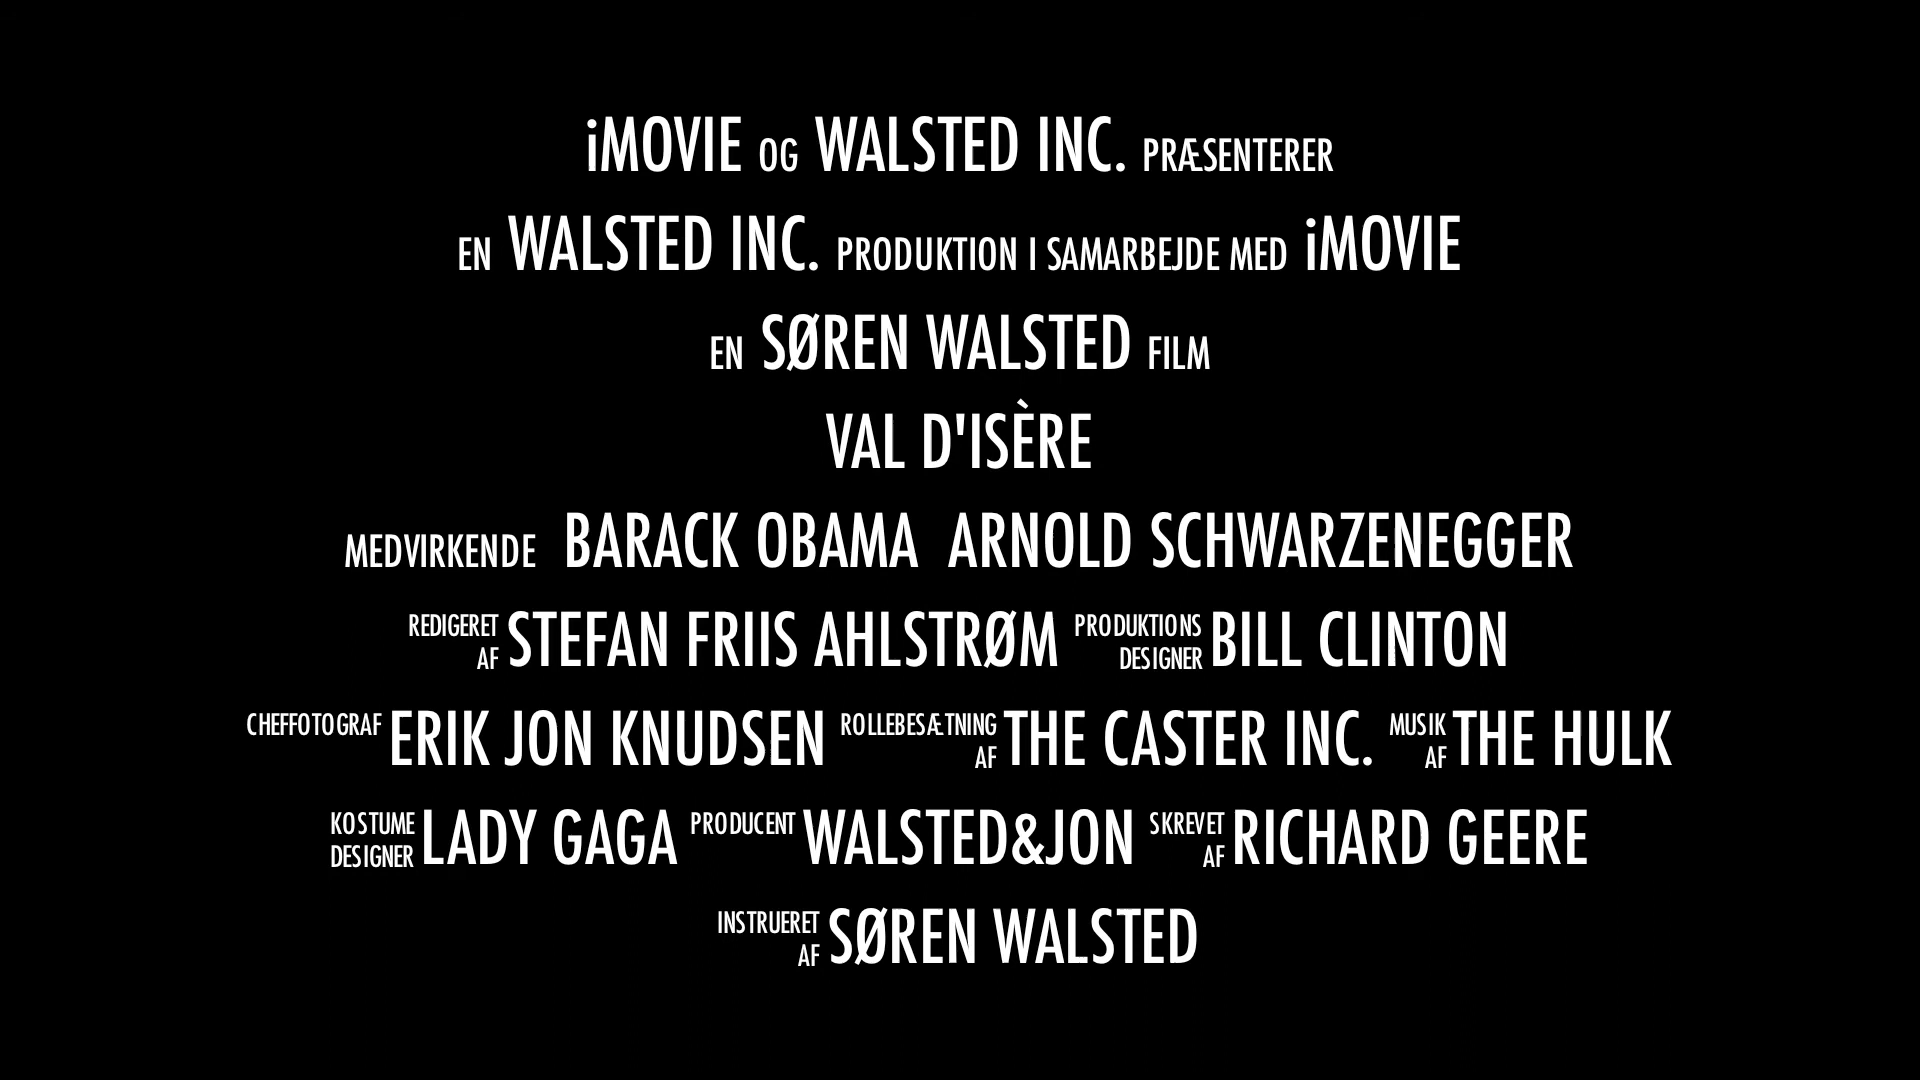 iMOVIE OG WALSTED INC. PRÆSENTERER
EN WALSTED INC. PRODUKTION I SAMARBEJDE MED iMOVIE
EN SØREN WALSTED FILM
VAL D'ISÈRE
MEDVIRKENDE BARACK OBAMA ARNOLD SCHWARZENEGGER
REDIGERET AF STEFAN FRIIS AHLSTRØM PRODUKTIONS DESIGNER BILL CLINTON
CHEFFOTOGRAF ERIK JON KNUDSEN ROLLEBESÆTNING AF THE CASTER INC. MUSIK AF THE HULK
KOSTUME DESIGNER LADY GAGA PRODUCENT WALSTED&JON SKREVET AF RICHARD GEERE
INSTRUERET AF SØREN WALSTED